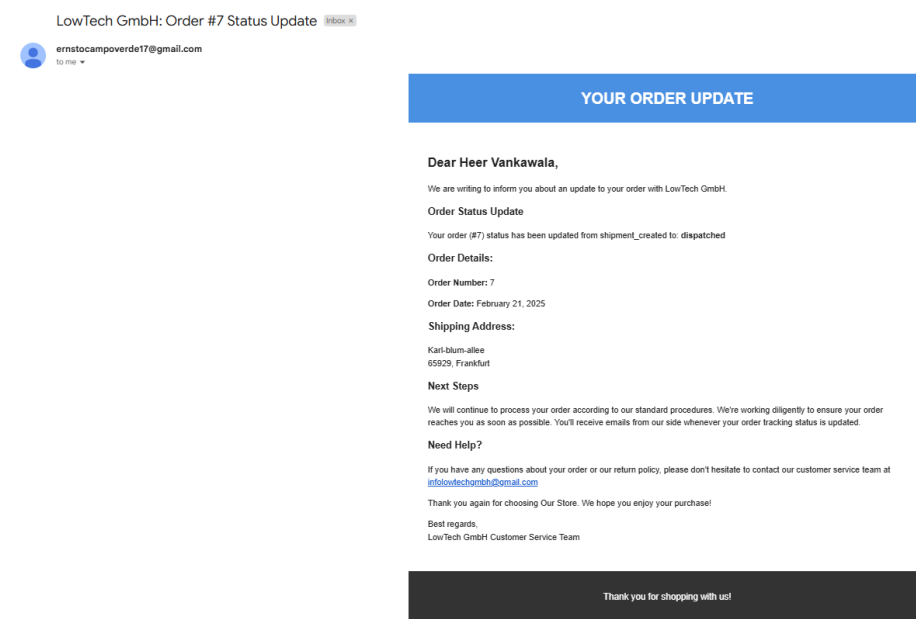 LowTech GmbH: Order #7 Status Update Inbox ×
ernstocampoverde17@gmail.com
to me
YOUR ORDER UPDATE
Dear Heer Vankawala,
We are writing to inform you about an update to your order with LowTech GmbH.
Order Status Update
Your order (#7) status has been updated from shipment_created to: dispatched
Order Details:
Order Number: 7
Order Date: February 21, 2025
Shipping Address:
Karl-blum-allee
65929, Frankfurt
Next Steps
We will continue to process your order according to our standard procedures. We're working diligently to ensure your order
reaches you as soon as possible. You'll receive emails from our side whenever your order tracking status is updated.
Need Help?
If you have any questions about your order or our return policy, please don't hesitate to contact our customer service team at
infolowtechgmbh@gmail.com
Thank you again for choosing Our Store. We hope you enjoy your purchase!
Best regards,
LowTech GmbH Customer Service Team
Thank you for shopping with us!